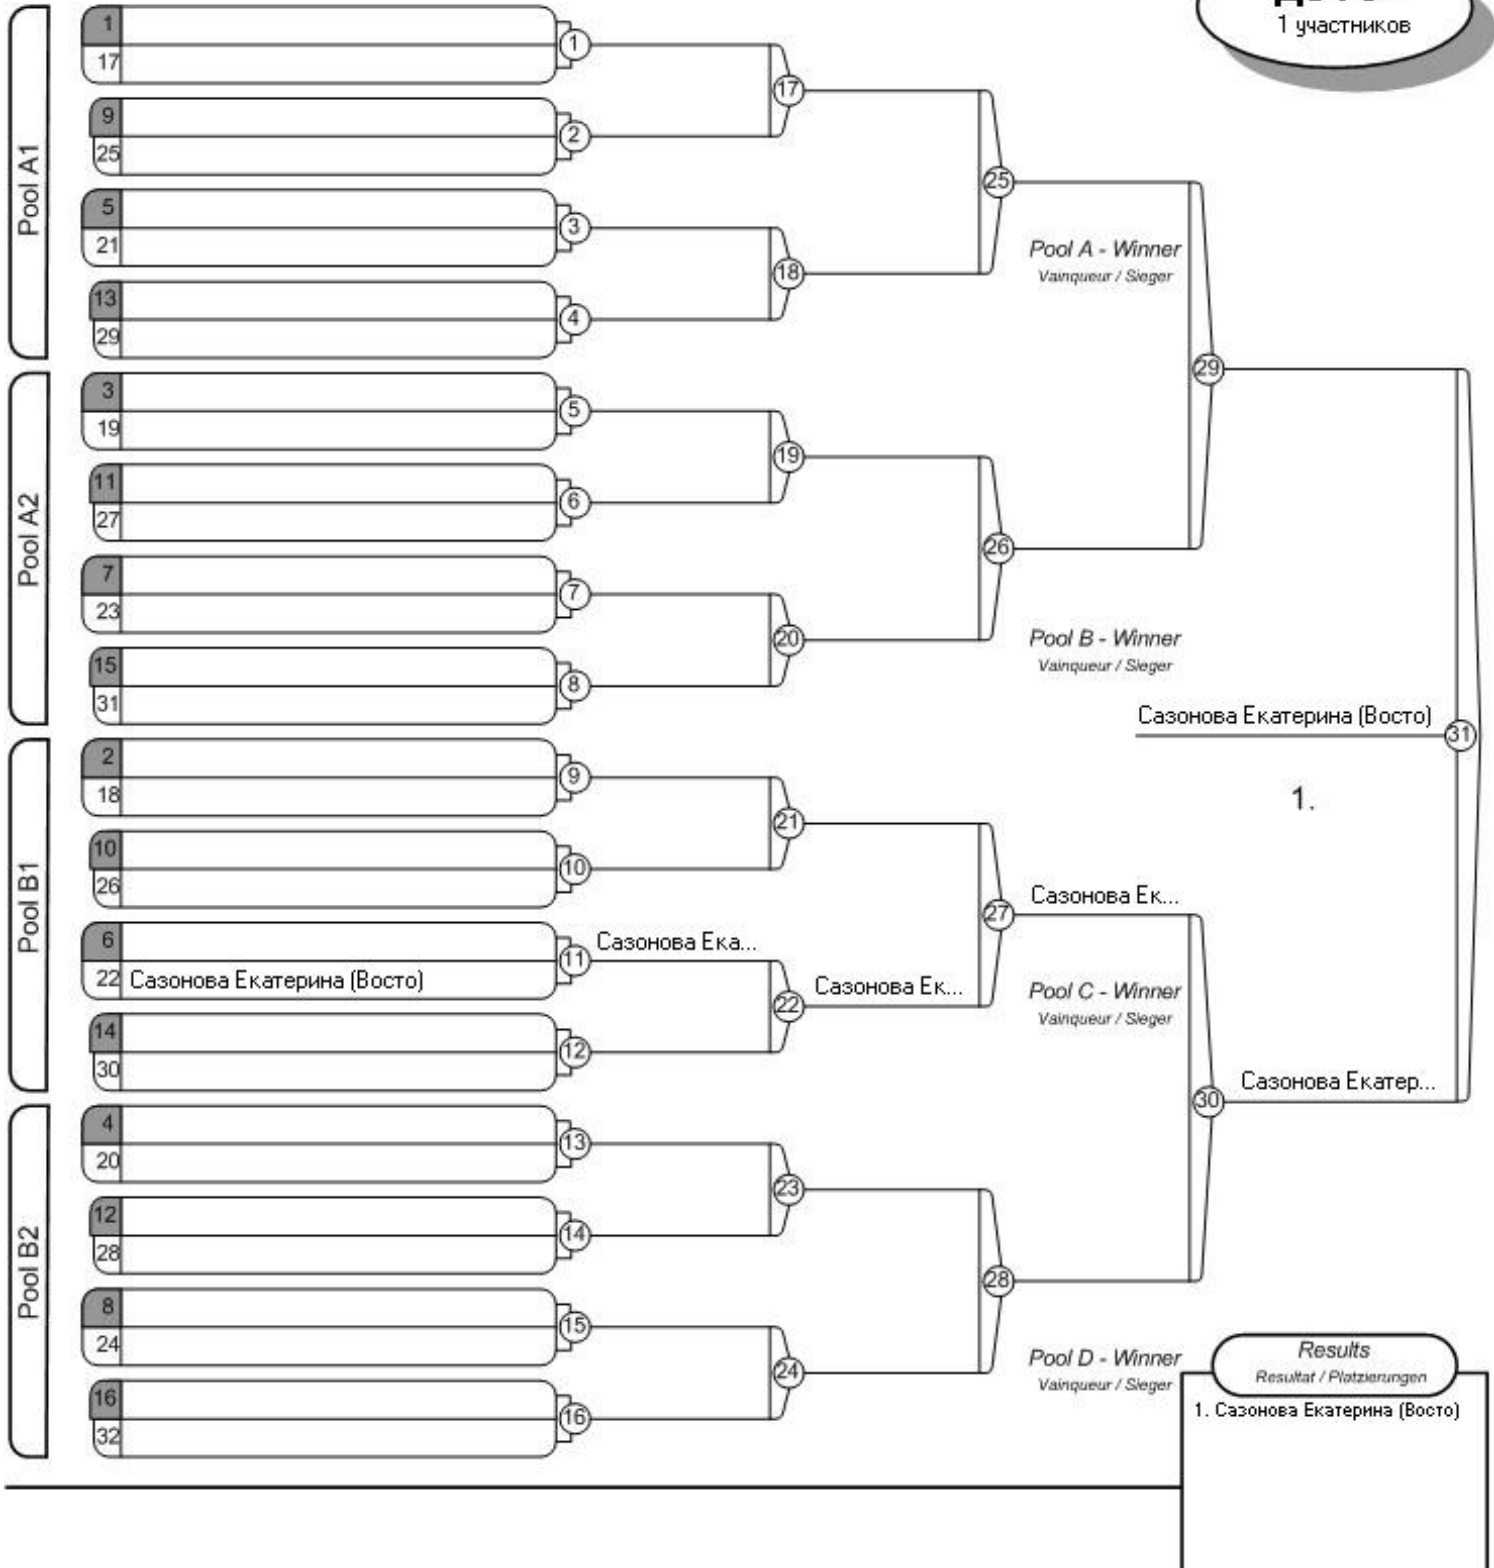 1 участников
Pool A1
1
17
1
9
25
2
5
21
3
13
29
4
17
18
25
Pool A - Winner
Vainqueur / Sieger
Pool A2
3
19
5
11
27
6
7
23
7
15
31
8
19
20
26
29
Pool B - Winner
Vainqueur / Sieger
Сазонова Екатерина (Восто)
31
1.
Pool B1
2
18
9
10
26
10
6
22 Сазонова Екатерина (Восто)
11
Сазонова Ека...
14
30
12
21
22
Сазонова Ек...
27
Сазонова Ек...
Pool C - Winner
Vainqueur / Sieger
30
Сазонова Екатер...
Pool B2
4
20
13
12
28
14
8
24
15
16
32
16
23
24
28
Pool D - Winner
Vainqueur / Sieger
Results
Resultat / Platzierungen
1. Сазонова Екатерина (Восто)